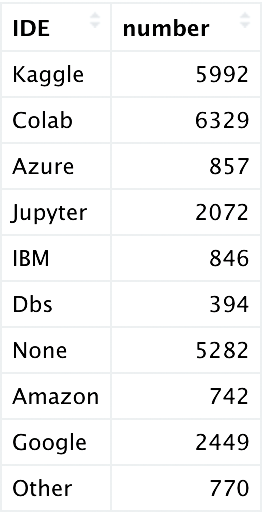 IDE number
Kaggle 5992
Colab 6329
Azure 857
Jupyter 2072
IBM 846
Dbs 394
None 5282
Amazon 742
Google 2449
Other 770